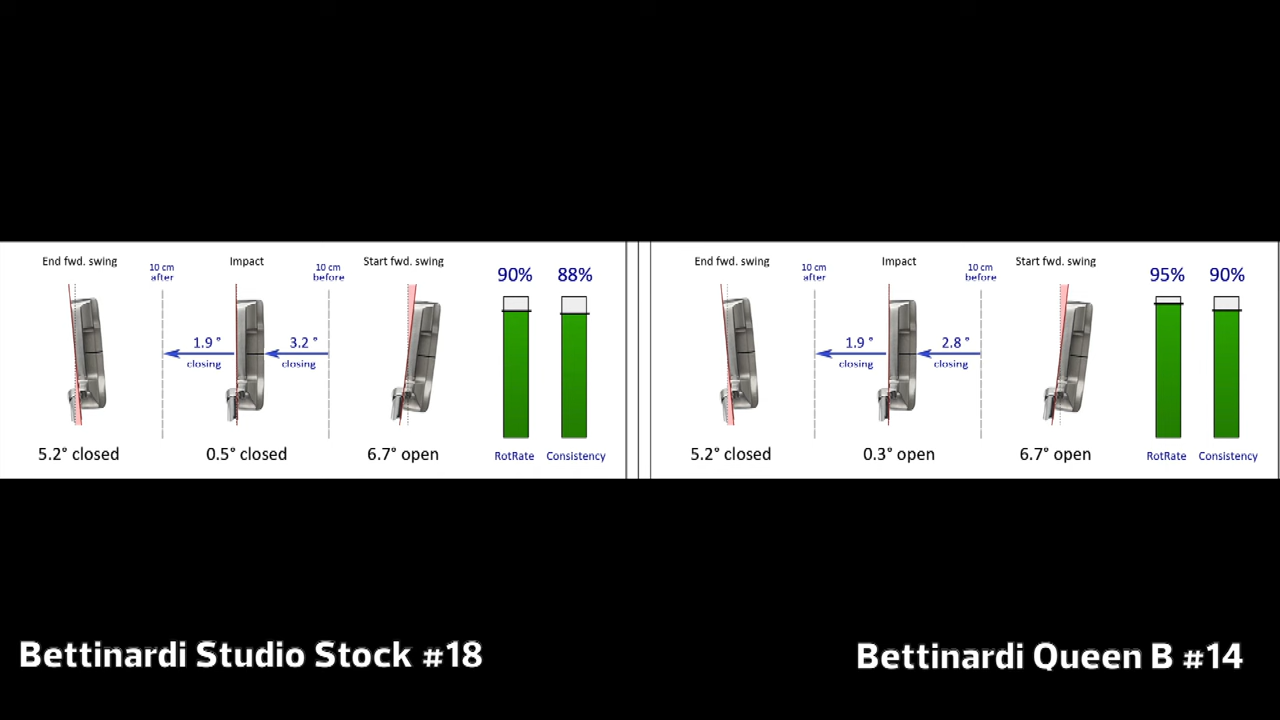 End fwd. swing
10 cm
after
Impact
10 cm
before
Start fwd. swing
90%
88%
1.9 °
closing
3.2 °
closing
5.2° closed
0.5° closed
6.7° open
RotRate
Consistency
End fwd. swing
10 cm
after
Impact
10 cm
before
Start fwd. swing
95%
90%
1.9 °
closing
2.8 °
closing
5.2° closed
0.3° open
6.7° open
RotRate
Consistency
Bettinardi Studio Stock #18
Bettinardi Queen B #14